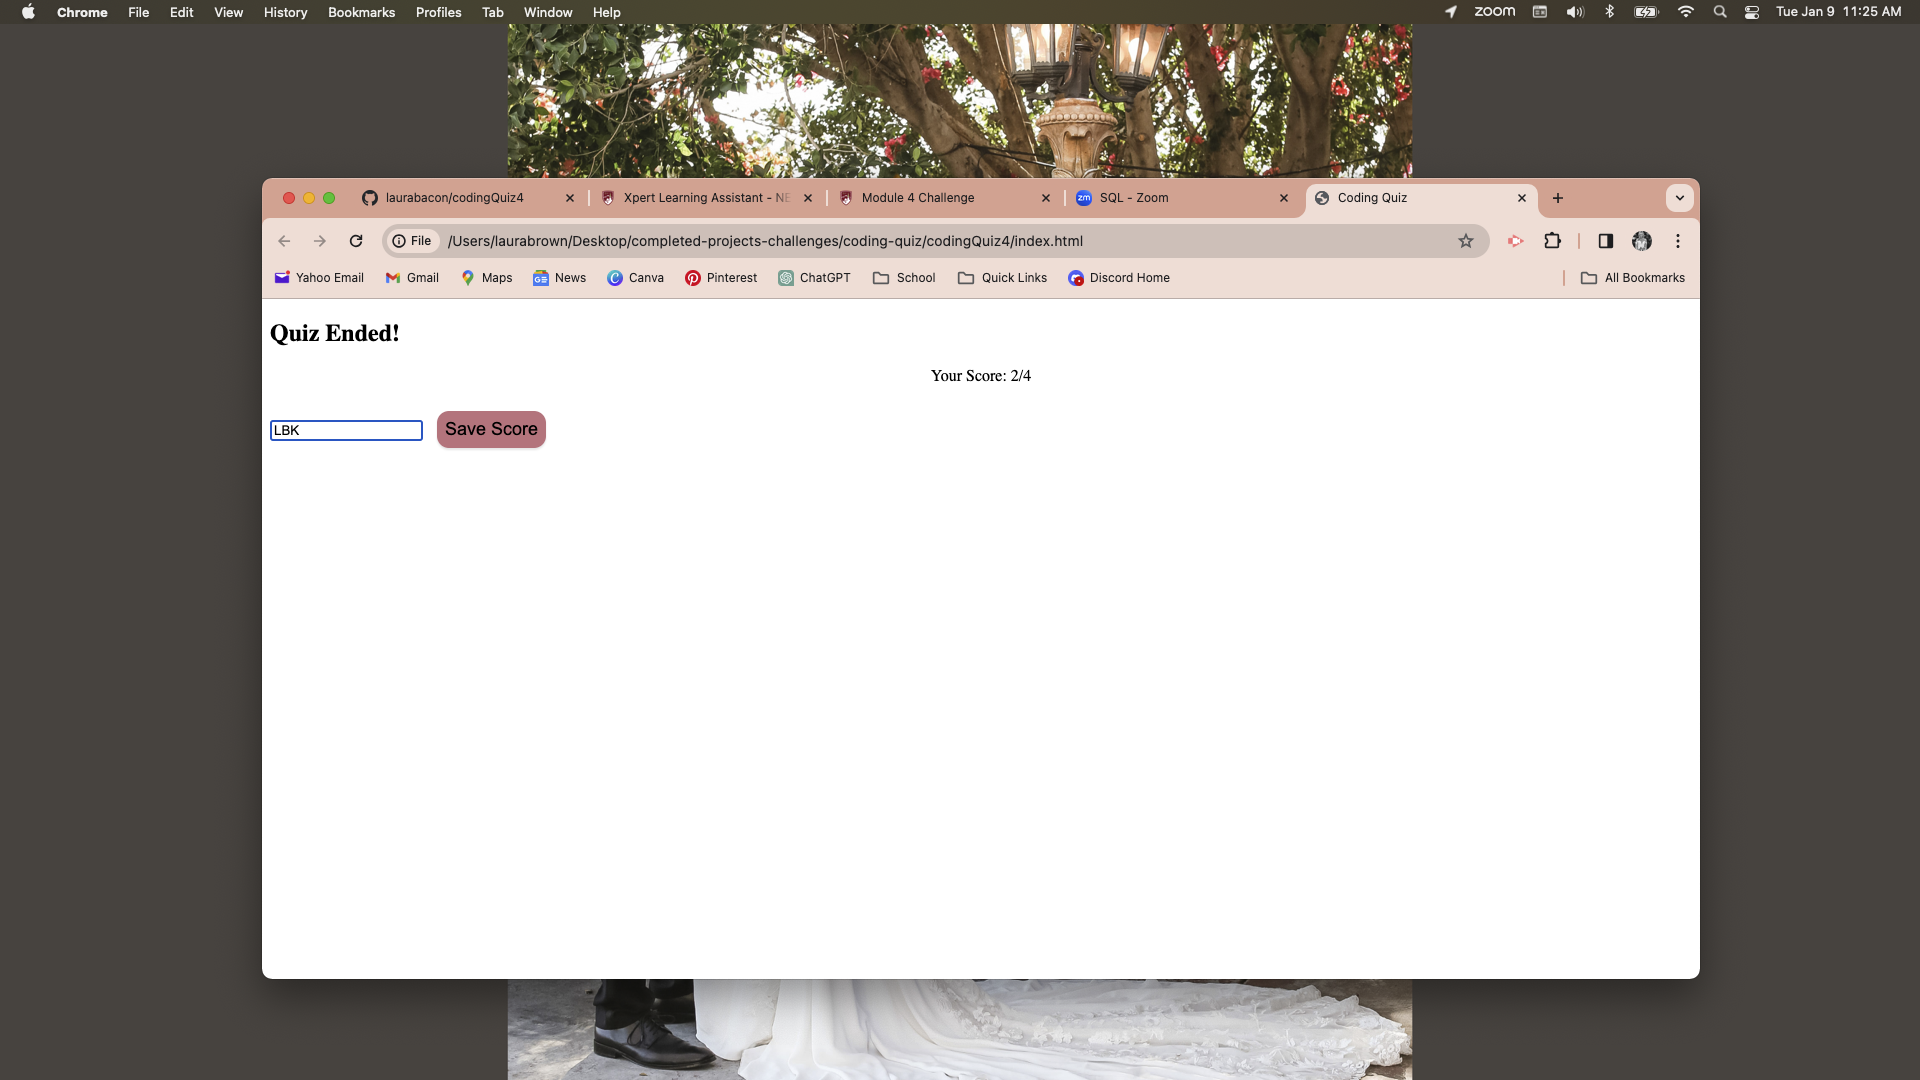 Chrome File Edit View History Bookmarks Profiles Tab Window Help zoom Tue Jan 9 11:25 AM
laurabacon/codingQuiz4 Xpert Learning Assistant - NE Module 4 Challenge zm SQL - Zoom Coding Quiz
File /Users/laurabrown/Desktop/completed-projects-challenges/coding-quiz/codingQuiz4/index.html
Yahoo Email Gmail Maps GE News Canva Pinterest ChatGPT School Quick Links Discord Home All Bookmarks
Quiz Ended!
Your Score: 2/4
LBK Save Score